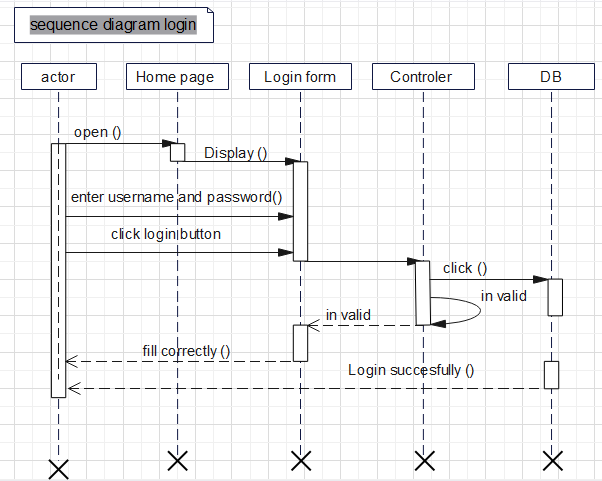 sequence diagram login
actor
Home page
Login form
Controler
DB
open ()
Display ()
enter username and password()
click login button
click ()
in valid
in valid
fill correctly ()
Login succesfully ()